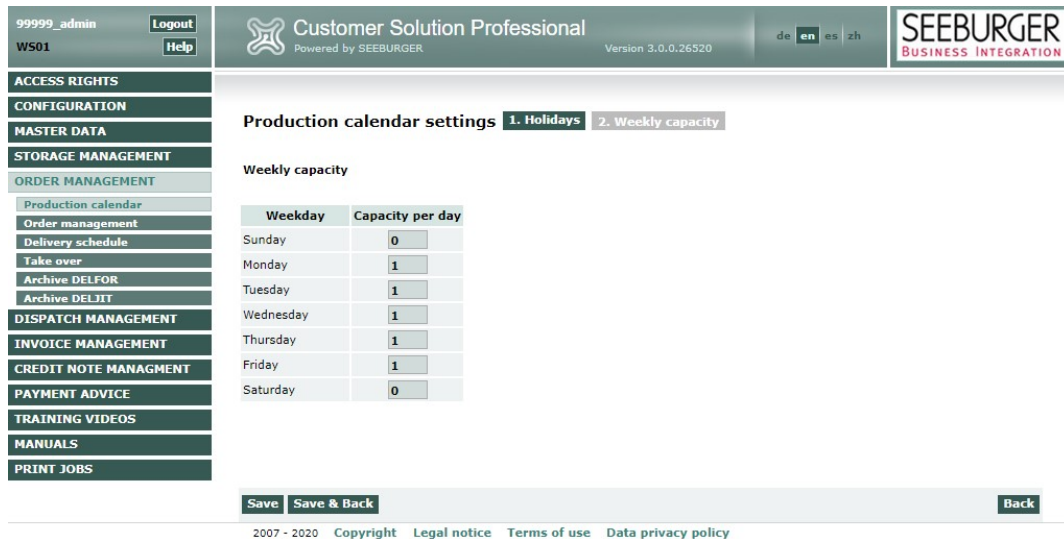 99999_admin Logout
WS01 Help
Customer Solution Professional
Powered by SEEBURGER Version 3.0.0.26520
de en es zh
SEEBURGER
BUSINESS INTEGRATION
ACCESS RIGHTS
CONFIGURATION
MASTER DATA
STORAGE MANAGEMENT
ORDER MANAGEMENT
Production calendar
Order management
Delivery schedule
Take over
Archive DELFOR
Archive DELJIT
DISPATCH MANAGEMENT
INVOICE MANAGEMENT
CREDIT NOTE MANAGMENT
PAYMENT ADVICE
TRAINING VIDEOS
MANUALS
PRINT JOBS
Production calendar settings 1. Holidays 2. Weekly capacity
Weekly capacity
Weekday Capacity per day
Sunday 0
Monday 1
Tuesday 1
Wednesday 1
Thursday 1
Friday 1
Saturday 0
Save Save & Back Back
2007 - 2020 Copyright Legal notice Terms of use Data privacy policy